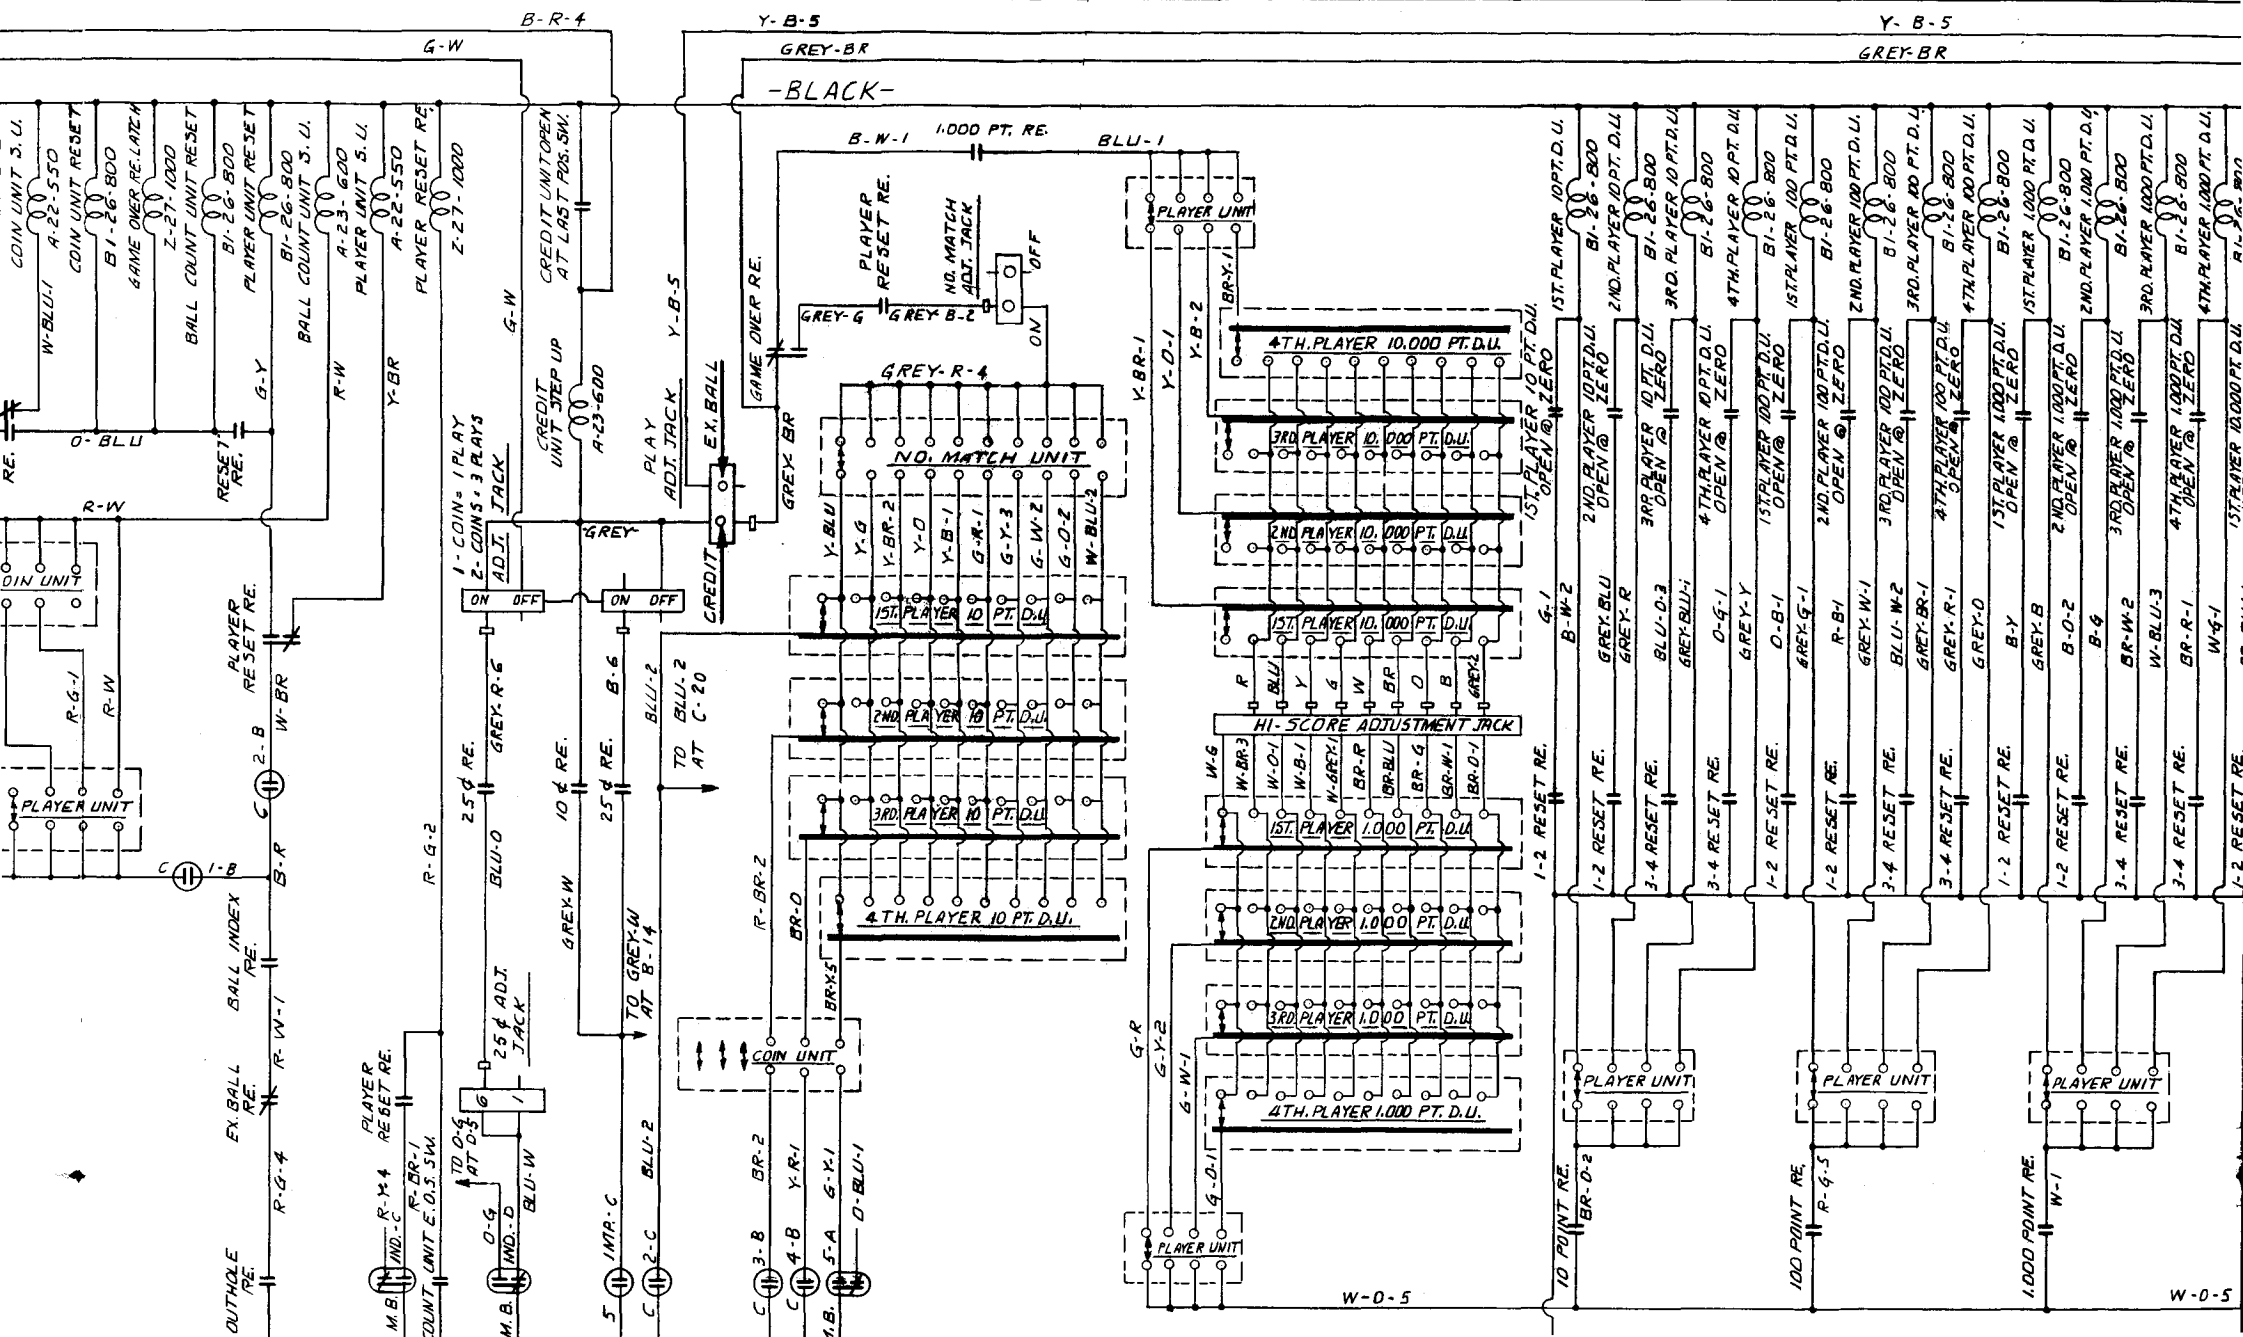 B-R-4
G-W
Y-B-5
GREY-BR
Y-B-5
GREY-BR
-BLACK-
COIN UNIT S.U.
A-22-550
COIN UNIT RESET
B1-26-800
GAME OVER RE. LATCH
Z-27-1000
BALL COUNT UNIT RESET
B1-26-800
PLAYER UNIT RESET
B1-26-800
BALL COUNT UNIT S.U.
A-23-600
PLAYER UNIT S.U.
A-22-550
PLAYER RESET RE.
Z-27-1000
CREDIT UNIT OPEN
AT LAST POS. SW.
W-BLU-1
G-Y
R-W
Y-BR
G-W
O-BLU
RE.
RESET
RE.
R-W
OIN UNIT
R-G-1
R-W
PLAYER UNIT
C
1-B
PLAYER
RESET RE.
W-BR
2-B
C
B-R
BALL INDEX
RE.
R-W-1
EX. BALL
RE.
R-G-4
OUTHOLE
RE.
1- COIN= 1 PLAY
2- COINS= 3 PLAYS
ADJ. JACK
CREDIT
UNIT STEP UP
A-23-600
-GREY-
ON OFF
ON OFF
GREY-R-6
B-6
BLU-2
TO BLU-2
AT C-20
25¢ RE.
10¢ RE.
25¢ RE.
R-G-2
BLU-O
GREY-W
TO GREY-W
AT B-14
25¢ ADJ.
JACK
6 1
TO O-G
AT D-5
PLAYER
RESET RE.
R-Y-4
IND.-C
M.B.
R-BR-1
COUNT UNIT E.O.S. SW.
O-G
IND.-D
M.B.
BLU-W
IMP.-C
5
BLU-2
2-C
C
PLAY
ADJ. JACK
Y-B-5
EX. BALL
CREDIT
GAME OVER RE.
GREY-BR
B-W-1
1.000 PT. RE.
BLU-1
PLAYER
RESET RE.
NO. MATCH
ADJ. JACK
OFF
ON
GREY-G
GREY-B-2
GREY-R-4
NO. MATCH UNIT
Y-BLU
Y-G
Y-BR-2
Y-O
Y-B-1
G-R-1
G-Y-3
G-W-2
G-O-2
W-BLU-2
1ST. PLAYER 10 PT. D.U.
2ND. PLAYER 10 PT. D.U.
3RD. PLAYER 10 PT. D.U.
4TH. PLAYER 10 PT. D.U.
R-BR-2
BR-O
BR-Y-5
COIN UNIT
BR-2
3-B
C
Y-R-1
4-B
C
G-Y-1
5-A
M.B.
O-BLU-1
PLAYER UNIT
Y-BR-1
Y-O-1
Y-B-2
BR-Y-1
4TH. PLAYER 10.000 PT. D.U.
3RD. PLAYER 10.000 PT. D.U.
2ND. PLAYER 10.000 PT. D.U.
1ST. PLAYER 10.000 PT. D.U.
R
BLU
Y
G
W
BR
O
B
GREY-2
HI-SCORE ADJUSTMENT JACK
W-G
W-BR-3
W-O-1
W-B-1
W-GREY-1
BR-R
BR-BLU
BR-G
BR-W-1
BR-O-1
1ST. PLAYER 1.000 PT. D.U.
2ND. PLAYER 1.000 PT. D.U.
3RD. PLAYER 1.000 PT. D.U.
4TH. PLAYER 1.000 PT. D.U.
G-R
G-Y-2
G-W-1
G-O-1
PLAYER UNIT
W-O-5
W-O-5
1ST. PLAYER 10 PT. D.U.
B1-26-800
2ND. PLAYER 10 PT. D.U.
B1-26-800
3RD. PLAYER 10 PT. D.U.
B1-26-800
4TH. PLAYER 10 PT. D.U.
B1-26-800
1ST. PLAYER 100 PT. D.U.
B1-26-800
2ND. PLAYER 100 PT. D.U.
B1-26-800
3RD. PLAYER 100 PT. D.U.
B1-26-800
4TH. PLAYER 100 PT. D.U.
B1-26-800
1ST. PLAYER 1.000 PT. D.U.
B1-26-800
2ND. PLAYER 1.000 PT. D.U.
B1-26-800
3RD. PLAYER 1.000 PT. D.U.
B1-26-800
4TH. PLAYER 1.000 PT. D.U.
1ST. PLAYER 10 PT. D.U.
OPEN @ ZERO
2ND. PLAYER 10 PT. D.U.
OPEN @ ZERO
3RD PLAYER 10 PT. D.U.
OPEN @ ZERO
4TH. PLAYER 10 PT. D.U.
OPEN @ ZERO
1ST. PLAYER 100 PT. D.U.
OPEN @ ZERO
2ND. PLAYER 100 PT. D.U.
OPEN @ ZERO
3RD. PLAYER 100 PT. D.U.
OPEN @ ZERO
4TH. PLAYER 100 PT. D.U.
OPEN @ ZERO
1ST. PLAYER 1.000 PT. D.U.
OPEN @ ZERO
2ND. PLAYER 1.000 PT. D.U.
OPEN @ ZERO
3RD. PLAYER 1.000 PT. D.U.
OPEN @ ZERO
4TH. PLAYER 1.000 PT. D.U.
OPEN @ ZERO
1ST. PLAYER 10.000 PT. D.U.
G-1
B-W-2
GREY-BLU
GREY-R
BLU-O-3
GREY-BLU-1
O-G-1
GREY-Y
O-B-1
GREY-G-1
R-B-1
GREY-W-1
BLU-W-2
GREY-BR-1
GREY-R-1
GREY-O
B-Y
GREY-B
B-O-2
B-G
BR-W-2
W-BLU-3
BR-R-1
W-G-1
1-2 RESET RE.
1-2 RESET RE.
3-4 RESET RE.
3-4 RESET RE.
1-2 RESET RE.
1-2 RESET RE.
3-4 RESET RE.
3-4 RESET RE.
1-2 RESET RE.
1-2 RESET RE.
3-4 RESET RE.
3-4 RESET RE.
1-2 RESET RE.
PLAYER UNIT
PLAYER UNIT
PLAYER UNIT
10 POINT RE.
BR-O-2
100 POINT RE.
R-G-5
1.000 POINT RE.
W-1